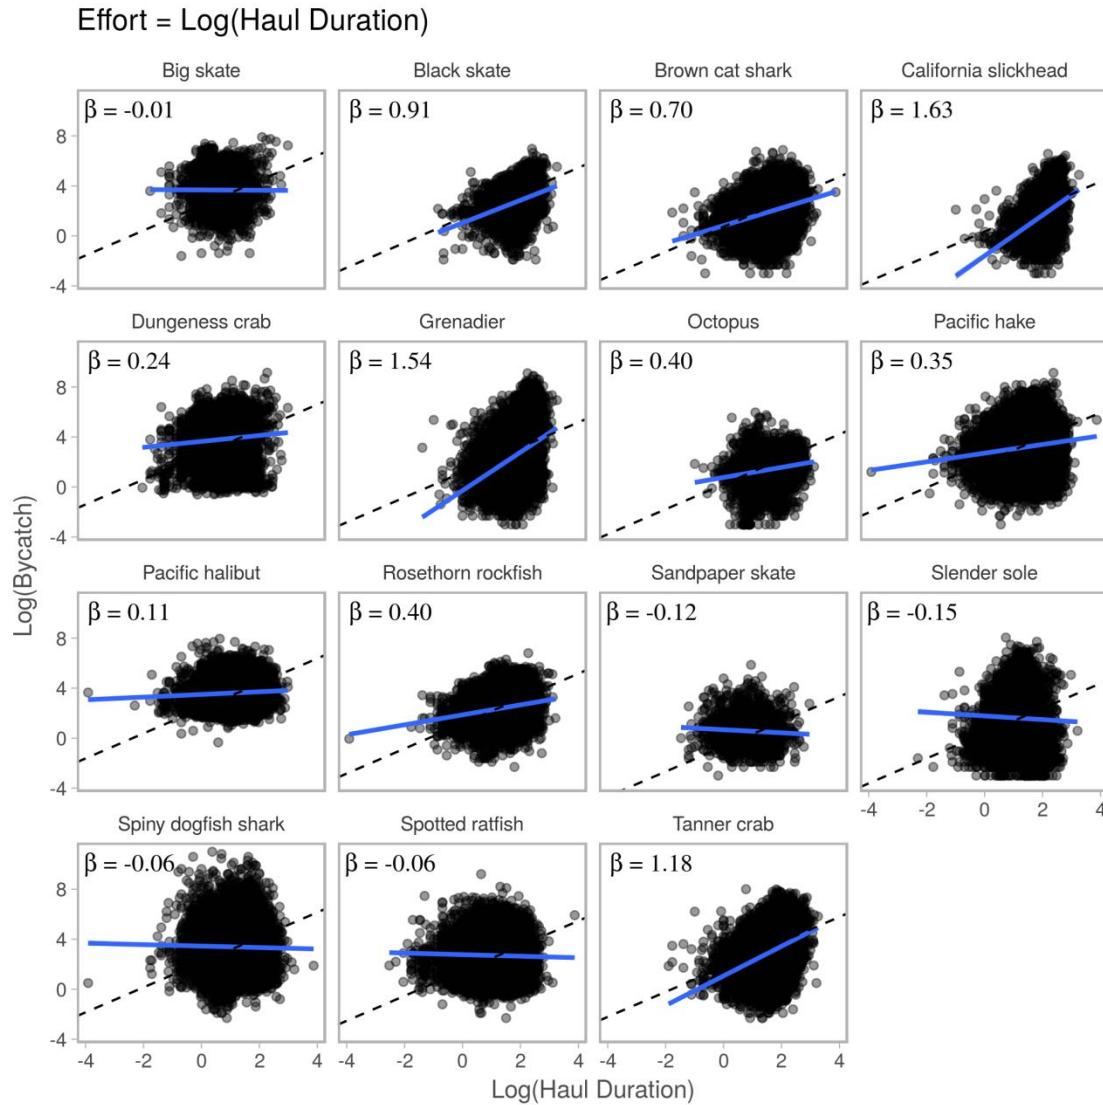 Effort = Log(Haul Duration)
Big skate
Black skate
Brown cat shark
California slickhead
β = -0.01
β = 0.91
β = 0.70
β = 1.63
8
4
0
-4
Dungeness crab
Grenadier
Octopus
Pacific hake
β = 0.24
β = 1.54
β = 0.40
β = 0.35
8
4
0
-4
Log(Bycatch)
Pacific halibut
Rosethorn rockfish
Sandpaper skate
Slender sole
β = 0.11
β = 0.40
β = -0.12
β = -0.15
8
4
0
-4
-4 -2 0 2 4
Spiny dogfish shark
Spotted ratfish
Tanner crab
β = -0.06
β = -0.06
β = 1.18
8
4
0
-4
-4 -2 0 2 4
-4 -2 0 2 4
-4 -2 0 2 4
Log(Haul Duration)